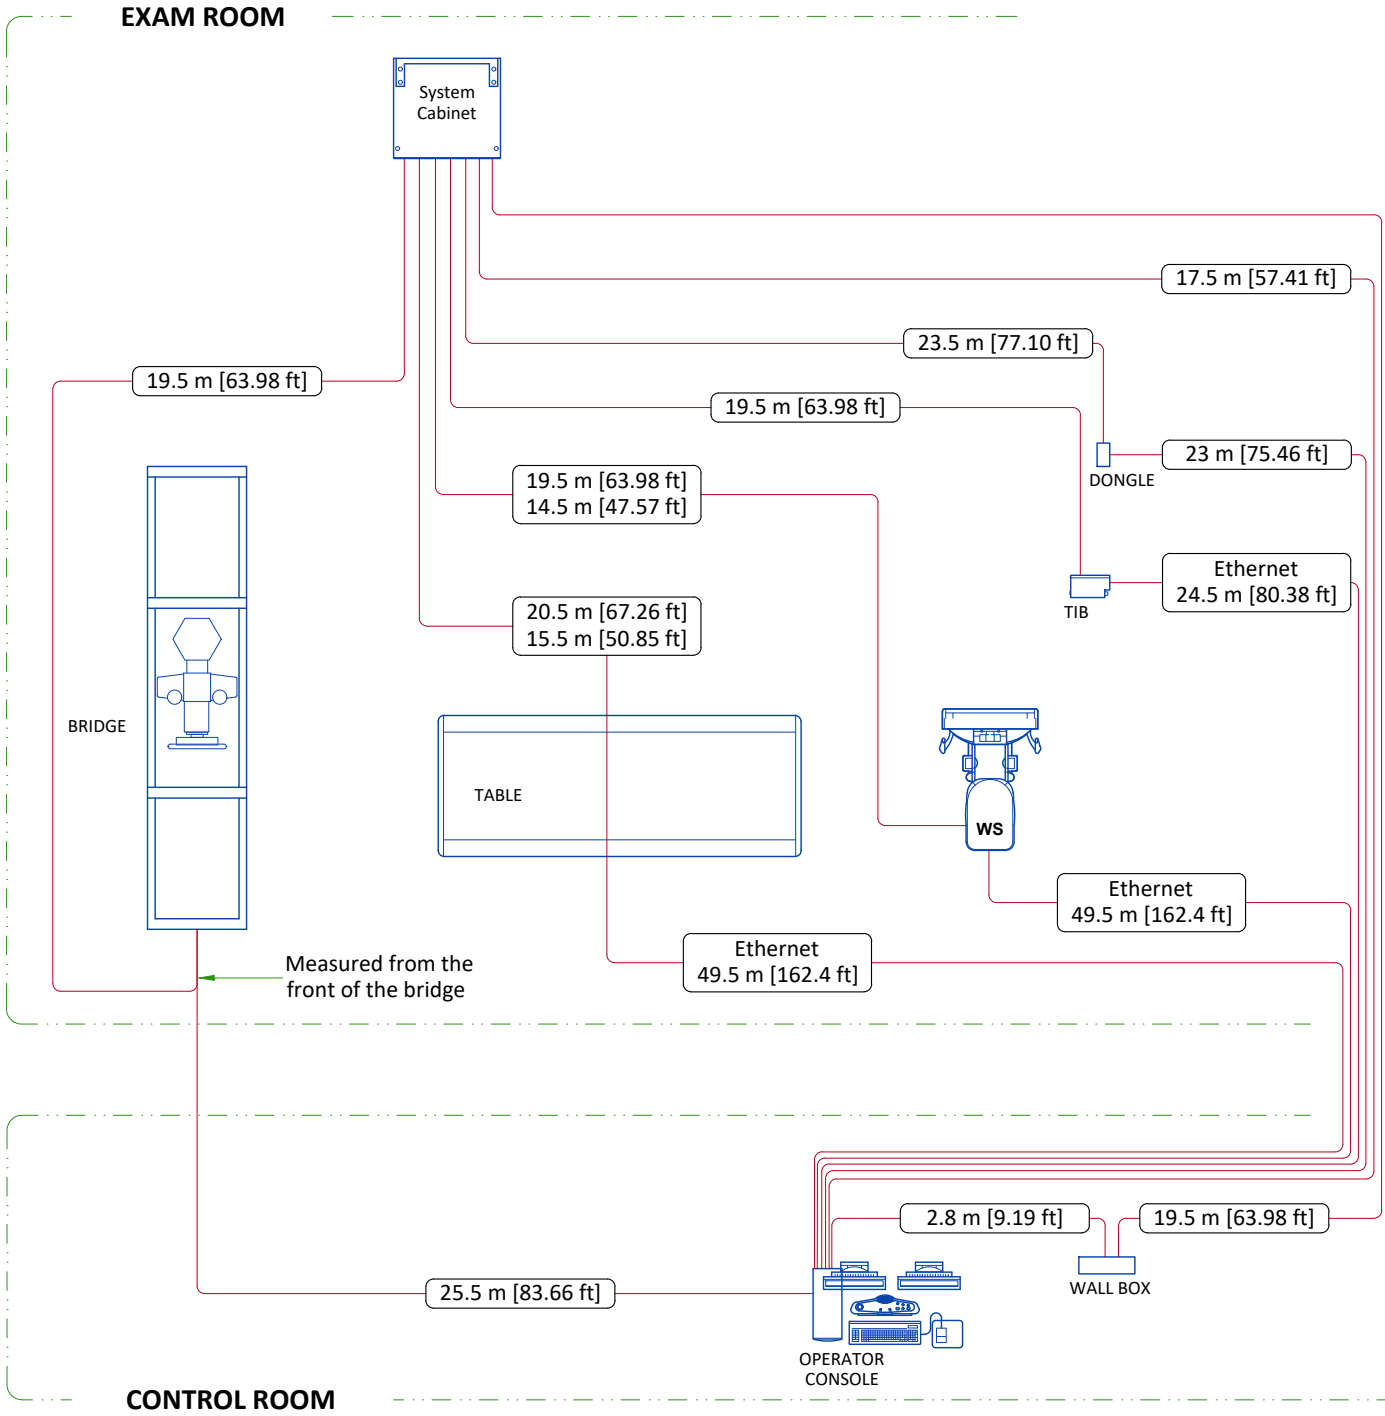 EXAM ROOM
System
Cabinet
17.5 m [57.41 ft]
23.5 m [77.10 ft]
19.5 m [63.98 ft]
19.5 m [63.98 ft]
23 m [75.46 ft]
DONGLE
19.5 m [63.98 ft]
14.5 m [47.57 ft]
Ethernet
24.5 m [80.38 ft]
TIB
20.5 m [67.26 ft]
15.5 m [50.85 ft]
BRIDGE
TABLE
WS
Ethernet
49.5 m [162.4 ft]
Ethernet
49.5 m [162.4 ft]
Measured from the
front of the bridge
2.8 m [9.19 ft]
19.5 m [63.98 ft]
WALL BOX
25.5 m [83.66 ft]
OPERATOR
CONSOLE
CONTROL ROOM